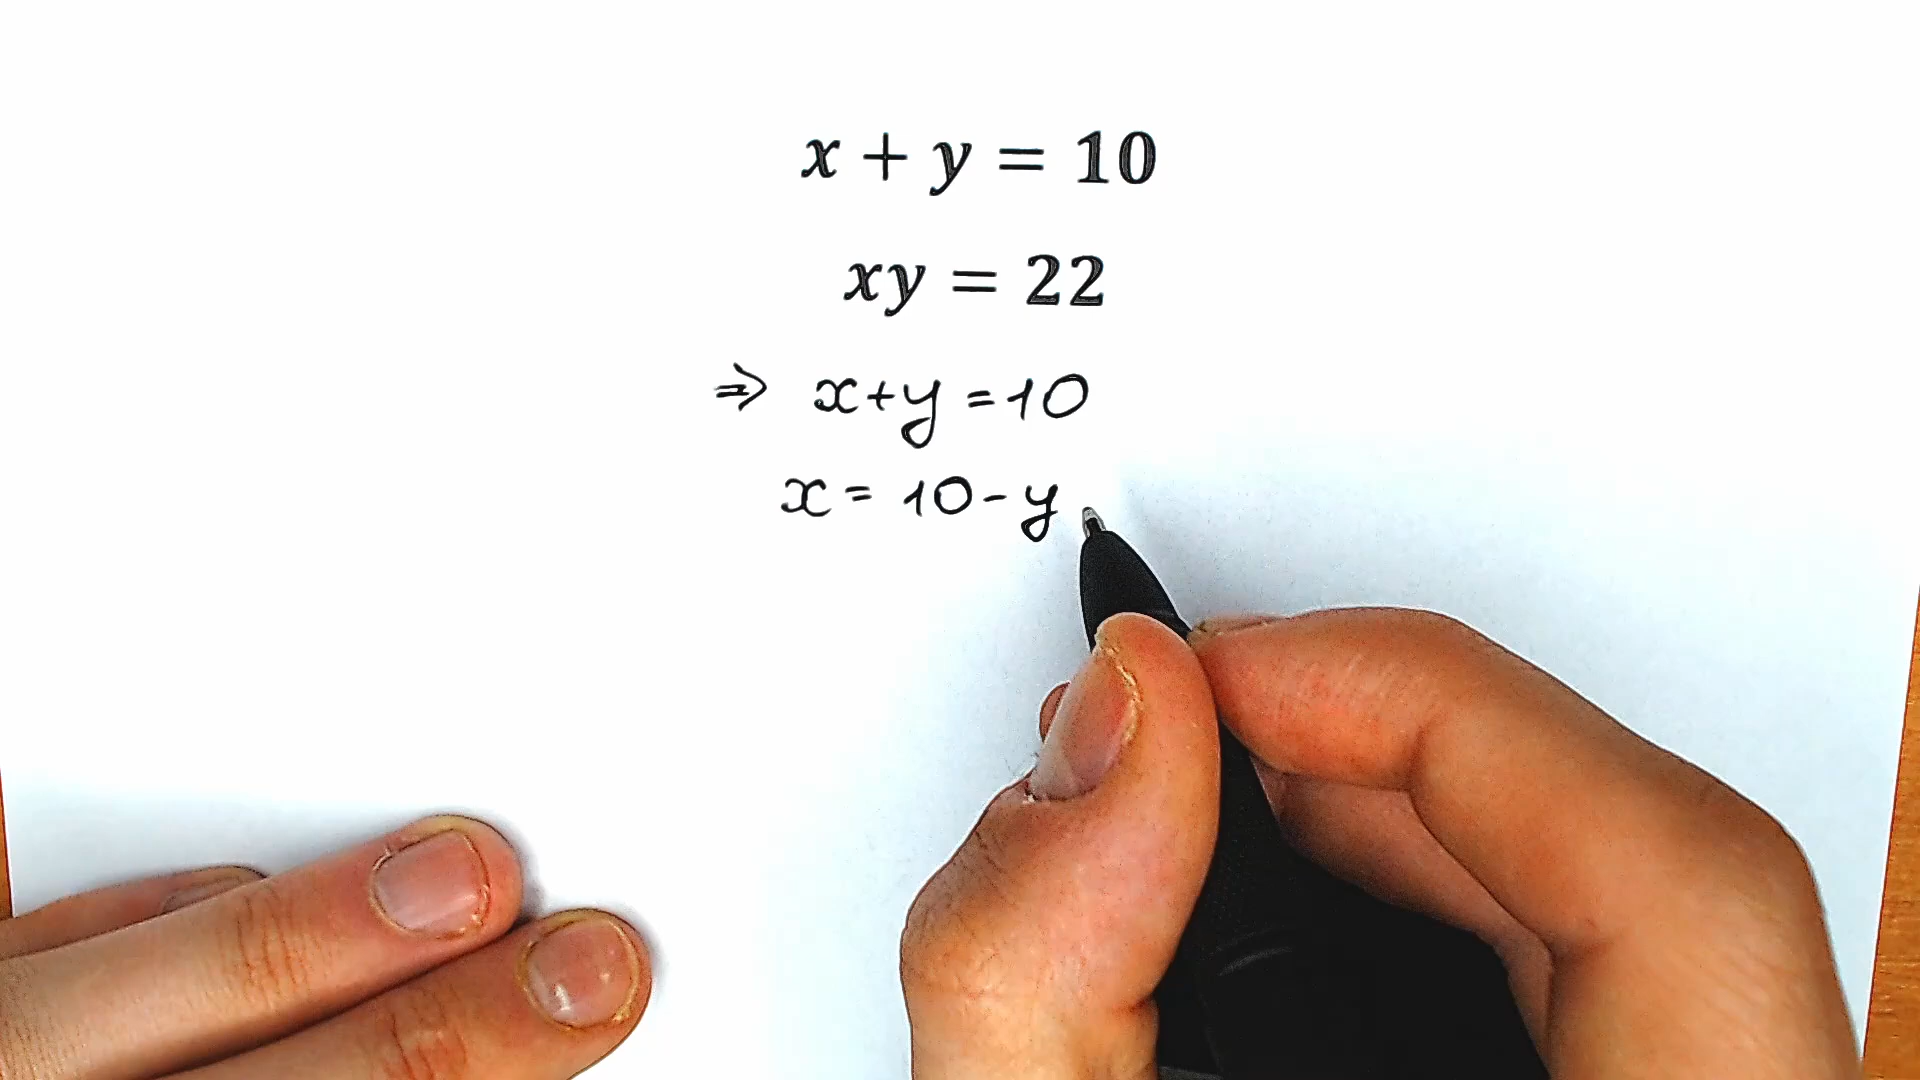 x + y = 10
xy = 22
⇒ x+y=10
x = 10-y